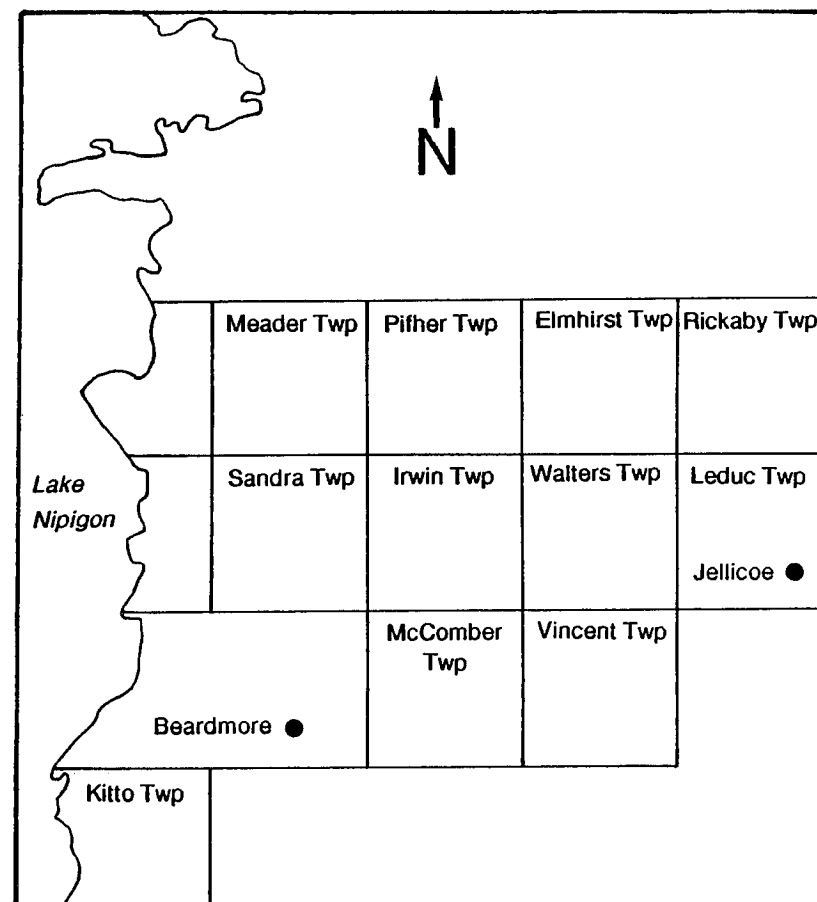 N
Meader Twp
Pifher Twp
Elmhirst Twp
Rickaby Twp
Lake
Nipigon
Sandra Twp
Irwin Twp
Walters Twp
Leduc Twp
Jellicoe
McComber
Twp
Vincent Twp
Beardmore
Kitto Twp